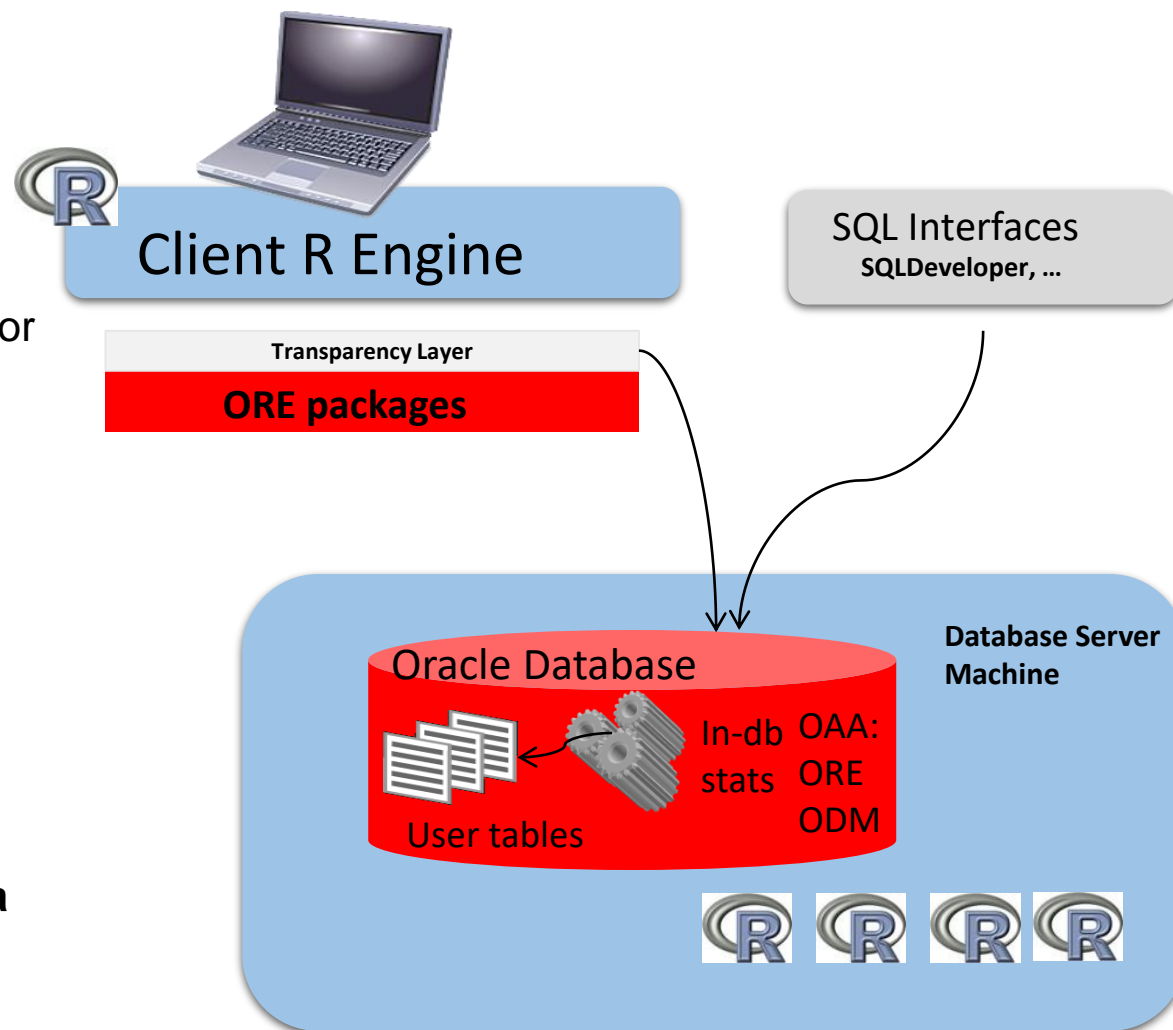 R
Client R Engine
SQL Interfaces
SQLDeveloper, ...
or
Transparency Layer
ORE packages
Database Server
Machine
Oracle Database
In-db
stats
OAA:
ORE
ODM
User tables
a
R R R R